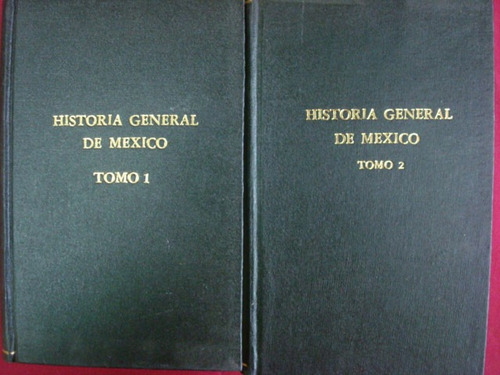 HISTORIA GENERAL
DE MEXICO
TOMO 1
HISTORIA GENERAL
DE MEXICO
TOMO 2